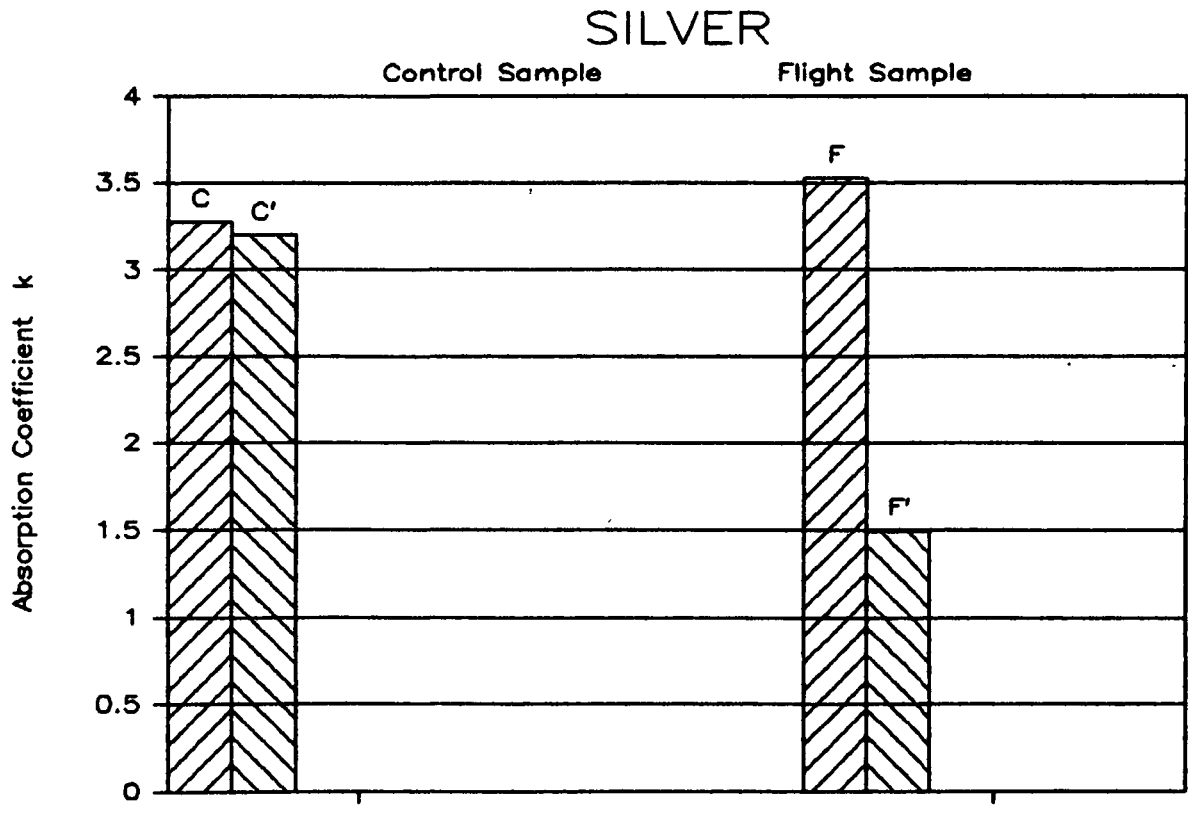 SILVER
Control Sample Flight Sample
4
3.5
3
2.5
2
1.5
1
0.5
0
Absorption Coefficient k
C
C'
F
F'